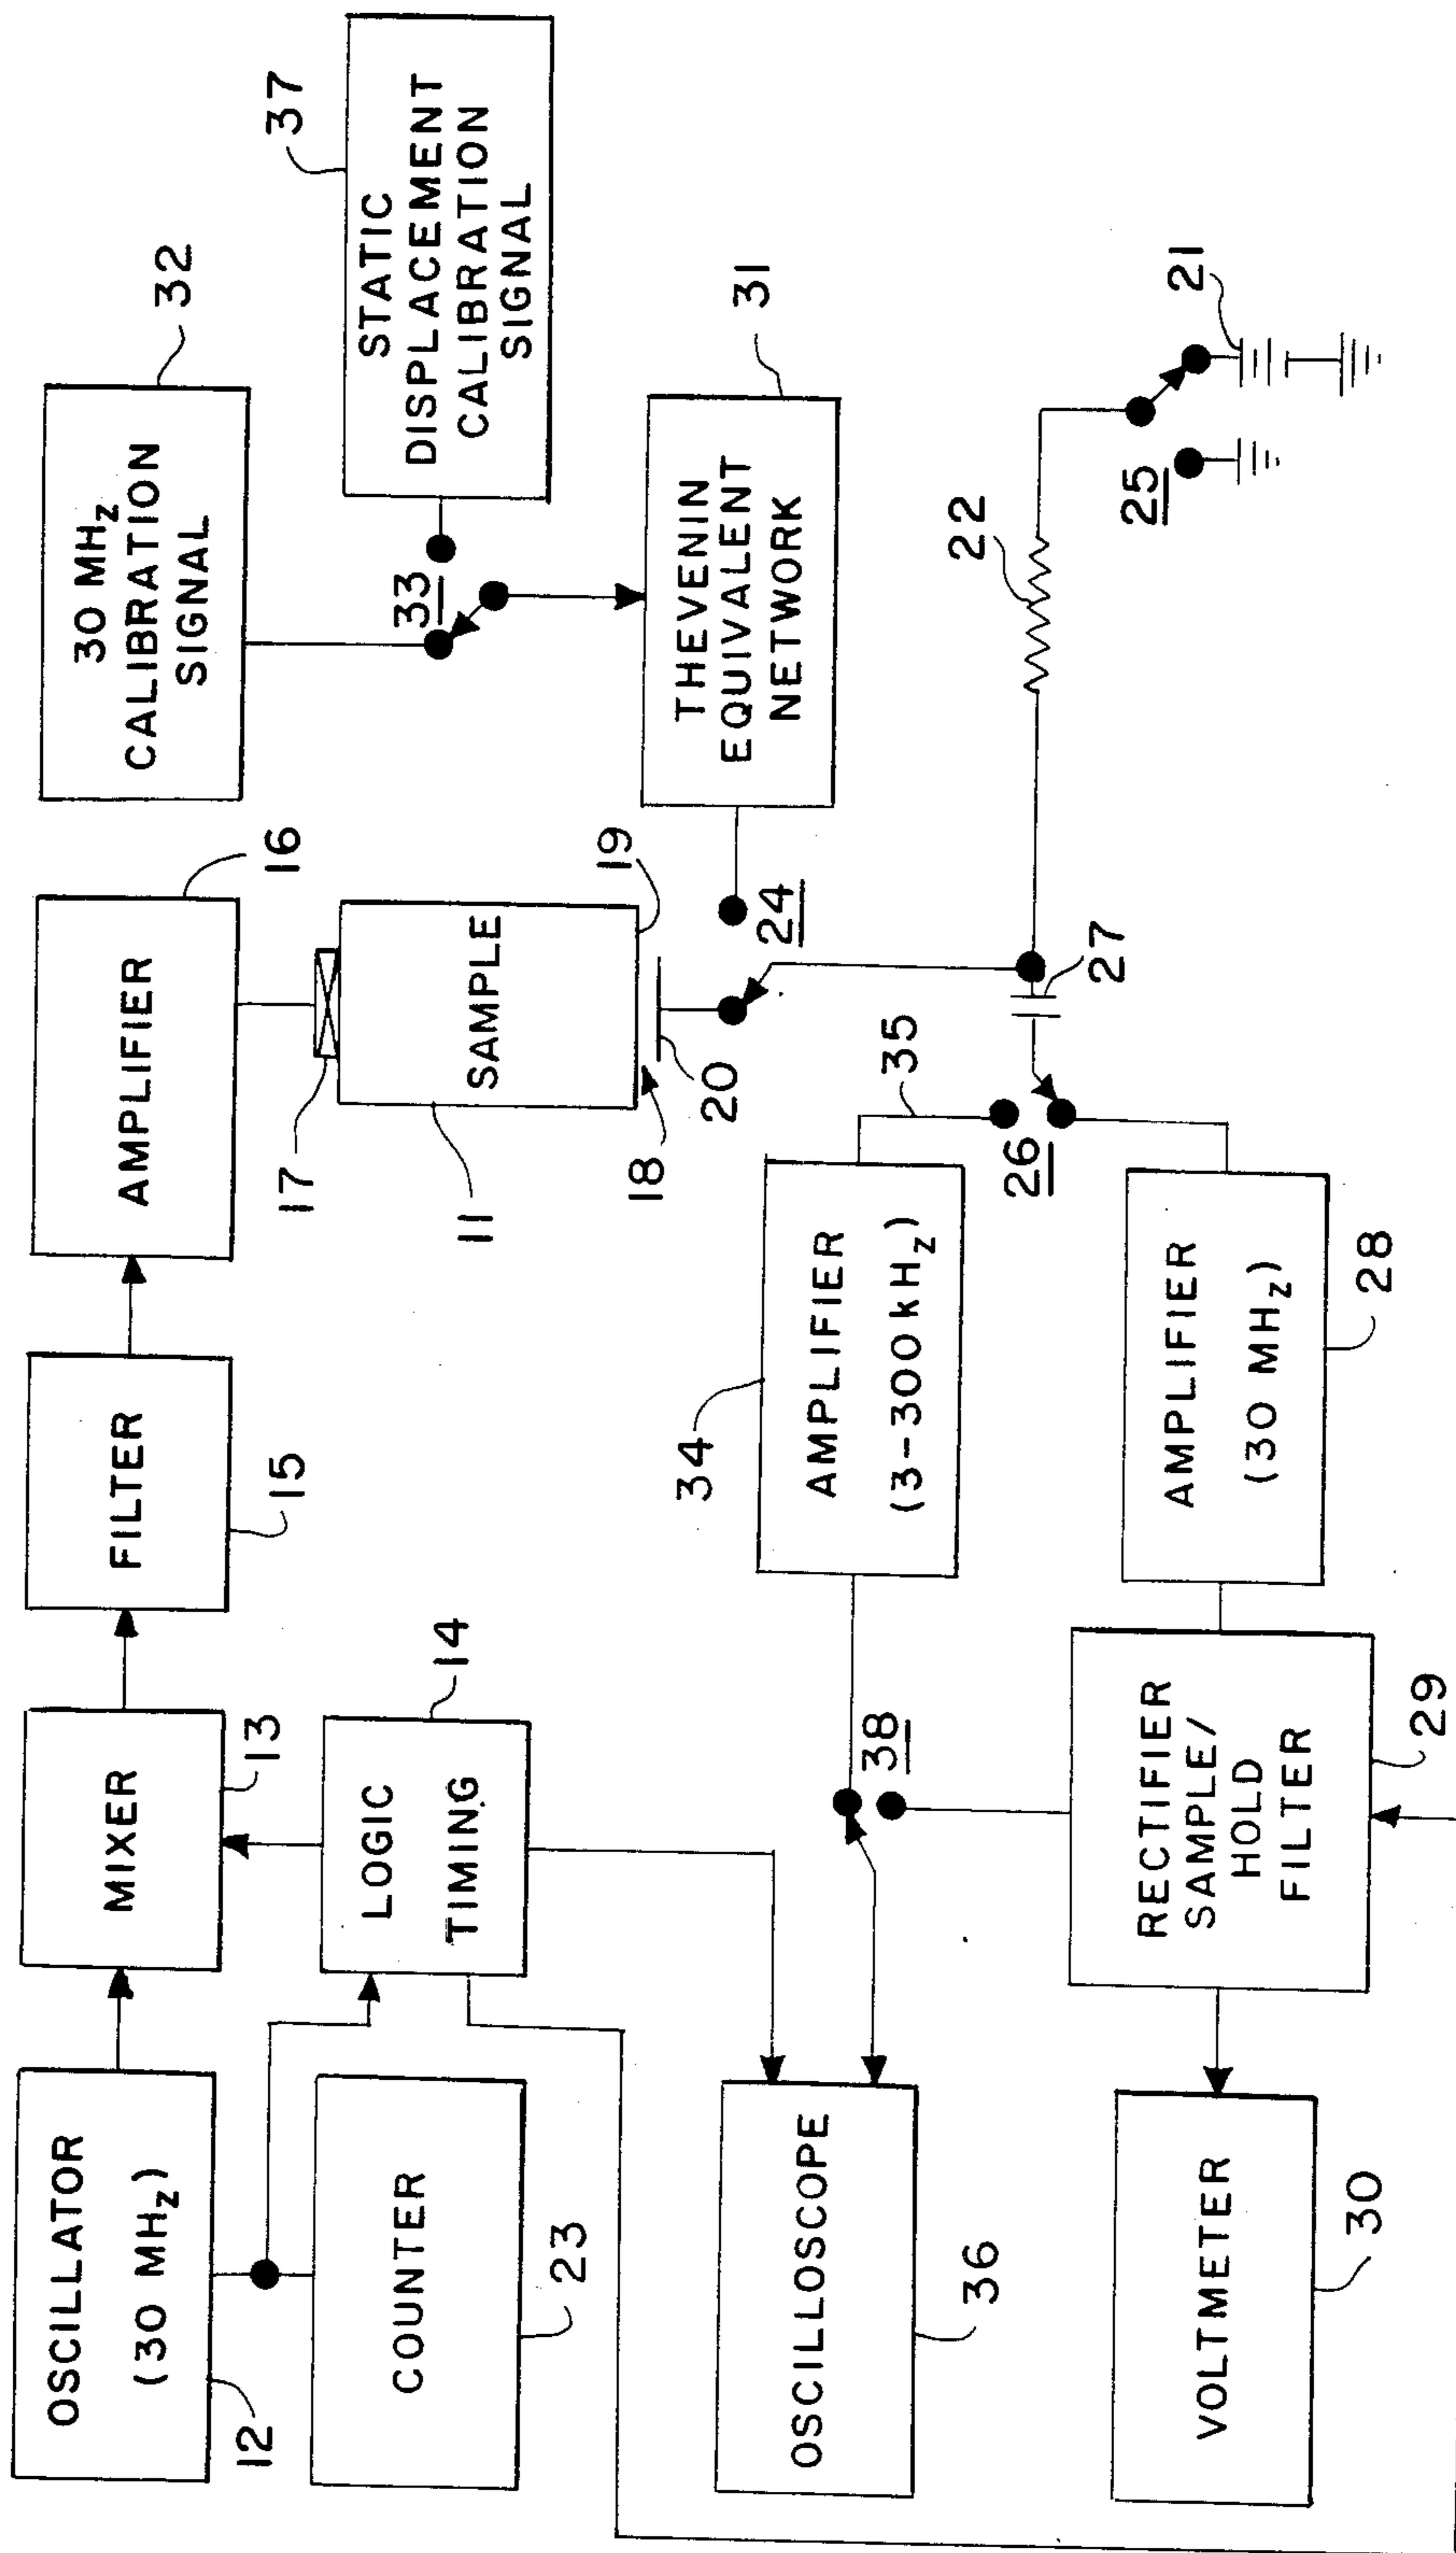 OSCILLATOR
(30 MHz)
12
MIXER
13
FILTER
15
AMPLIFIER
16
30 MHz
CALIBRATION
SIGNAL
32
COUNTER
23
LOGIC
TIMING
14
17
SAMPLE
11
18
19
20
33
STATIC
DISPLACEMENT
CALIBRATION
SIGNAL
37
24
THEVENIN
EQUIVALENT
NETWORK
31
OSCILLOSCOPE
36
38
34
AMPLIFIER
(3-300kHz)
35
26
27
22
25
21
VOLTMETER
30
RECTIFIER
SAMPLE/
HOLD
FILTER
29
AMPLIFIER
(30 MHz)
28